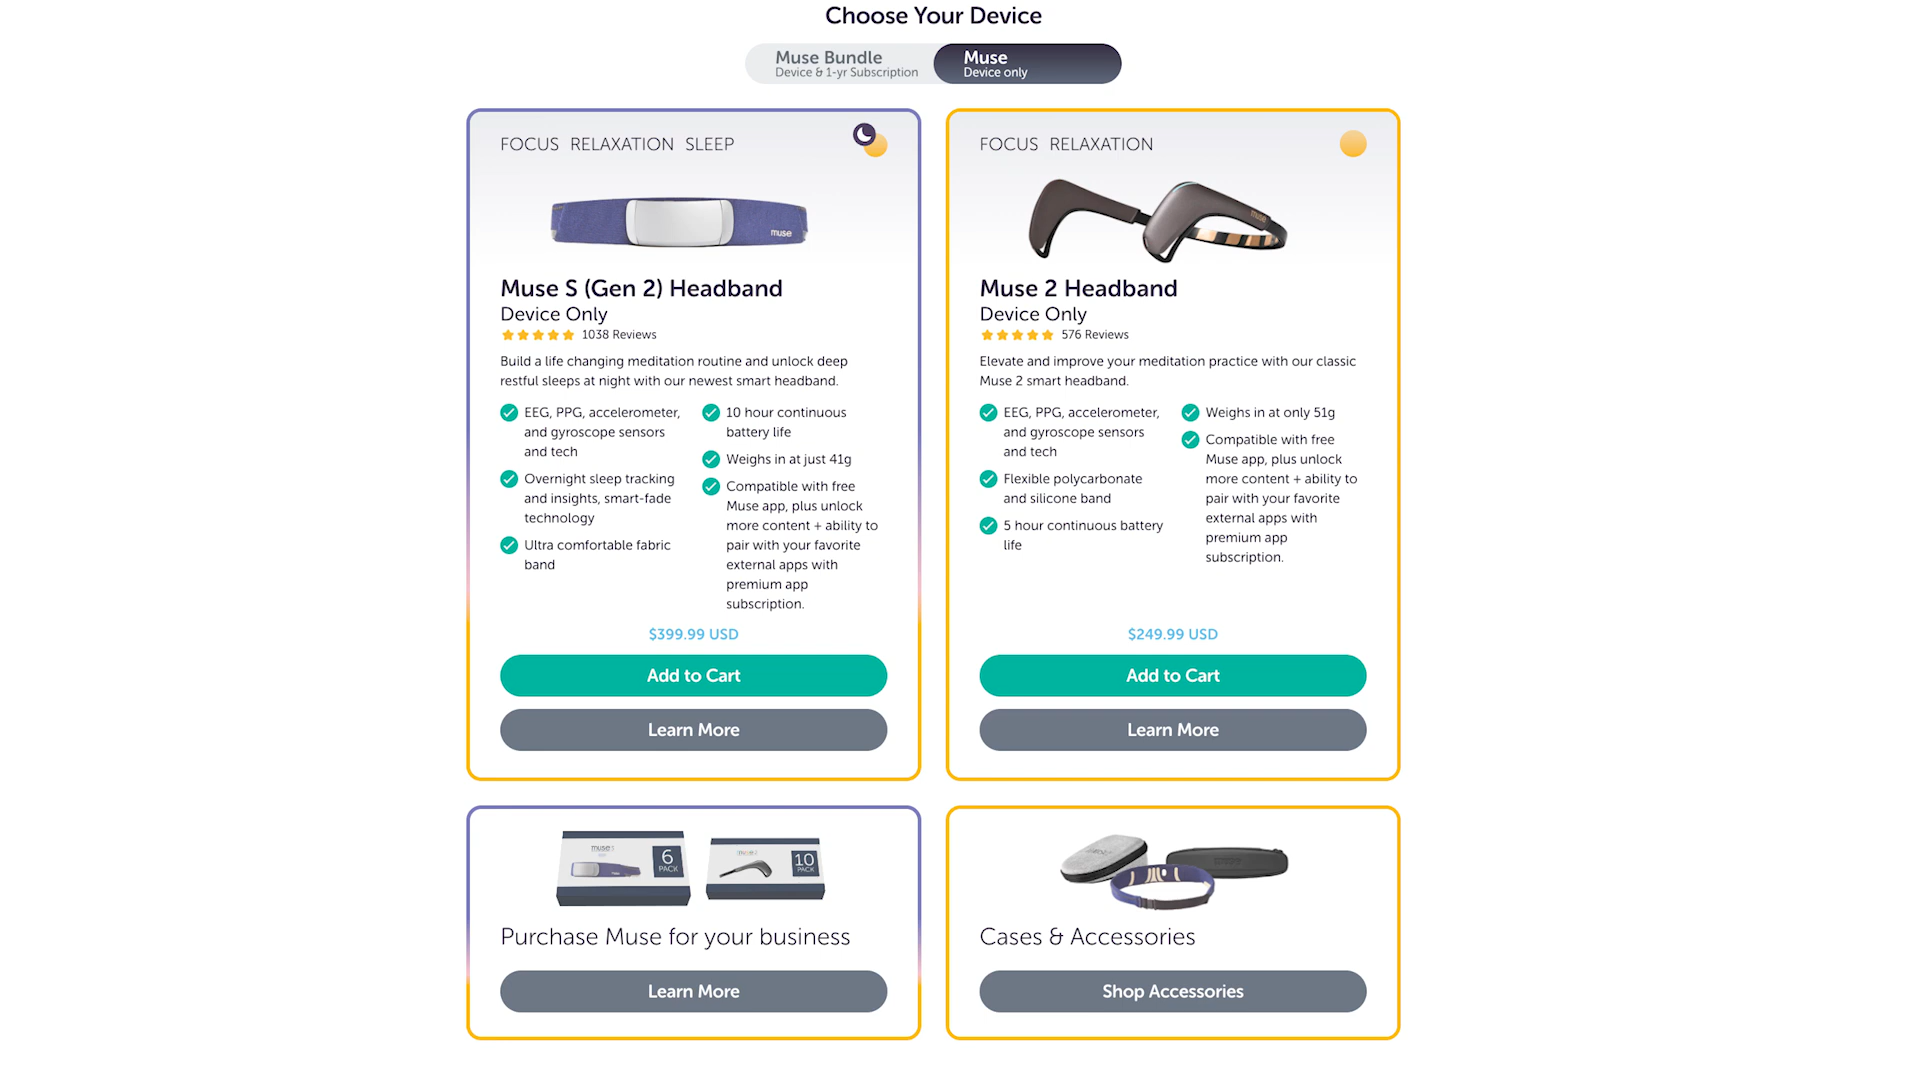 Choose Your Device
Muse Bundle
Device & 1-yr Subscription
Muse
Device only
FOCUS RELAXATION SLEEP
muse
Muse S (Gen 2) Headband
Device Only
1038 Reviews
Build a life changing meditation routine and unlock deep
restful sleeps at night with our newest smart headband.
EEG, PPG, accelerometer,
and gyroscope sensors
and tech
Overnight sleep tracking
and insights, smart-fade
technology
Ultra comfortable fabric
band
10 hour continuous
battery life
Weighs in at just 41g
Compatible with free
Muse app, plus unlock
more content + ability to
pair with your favorite
external apps with
premium app
subscription.
$399.99 USD
Add to Cart
Learn More
FOCUS RELAXATION
muse
Muse 2 Headband
Device Only
576 Reviews
Elevate and improve your meditation practice with our classic
Muse 2 smart headband.
EEG, PPG, accelerometer,
and gyroscope sensors
and tech
Flexible polycarbonate
and silicone band
5 hour continuous battery
life
Weighs in at only 51g
Compatible with free
Muse app, plus unlock
more content + ability to
pair with your favorite
external apps with
premium app
subscription.
$249.99 USD
Add to Cart
Learn More
muse s
6
PACK
muse 2
10
PACK
Purchase Muse for your business
Learn More
Cases & Accessories
Shop Accessories